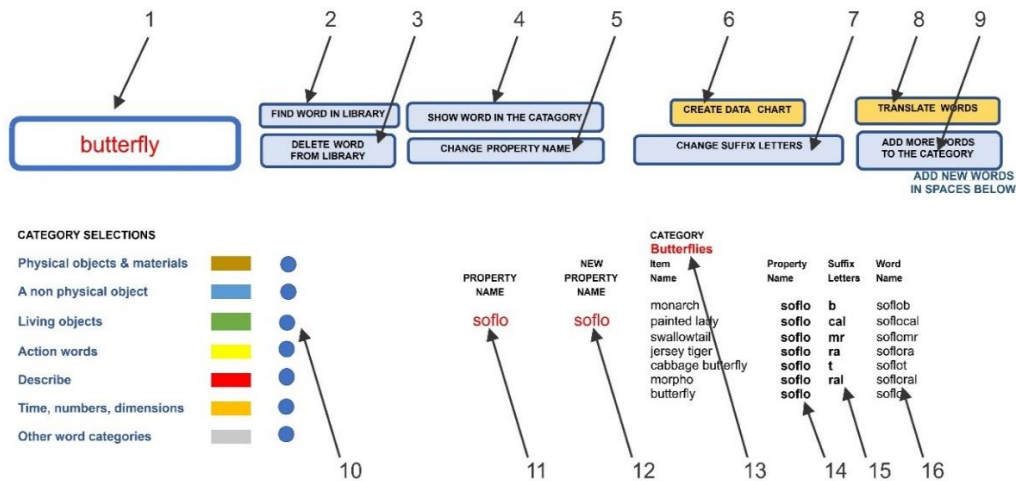 1 2 3 4 5 6 7 8 9
FIND WORD IN LIBRARY
SHOW WORD IN THE CATAGORY
CREATE DATA CHART
TRANSLATE WORDS
butterfly
DELETE WORD
FROM LIBRARY
CHANGE PROPERTY NAME
CHANGE SUFFIX LETTERS
ADD MORE WORDS
TO THE CATEGORY
ADD NEW WORDS
IN SPACES BELOW
CATEGORY SELECTIONS
Physical objects & materials
A non physical object
Living objects
Action words
Describe
Time, numbers, dimensions
Other word categories
PROPERTY
NAME
soflo
NEW
PROPERTY
NAME
soflo
CATEGORY
Butterflies
Item Property Suffix Word
Name Name Letters Name
monarch soflo b soflob
painted lady soflo cal soflocal
swallowtail soflo mr soflomr
jersey tiger soflo ra soflora
cabbage butterfly soflo t soflot
morpho soflo ral sofloral
butterfly soflo soflo
10 11 12 13 14 15 16